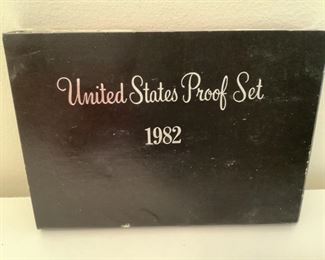 United States Proof Set
1982